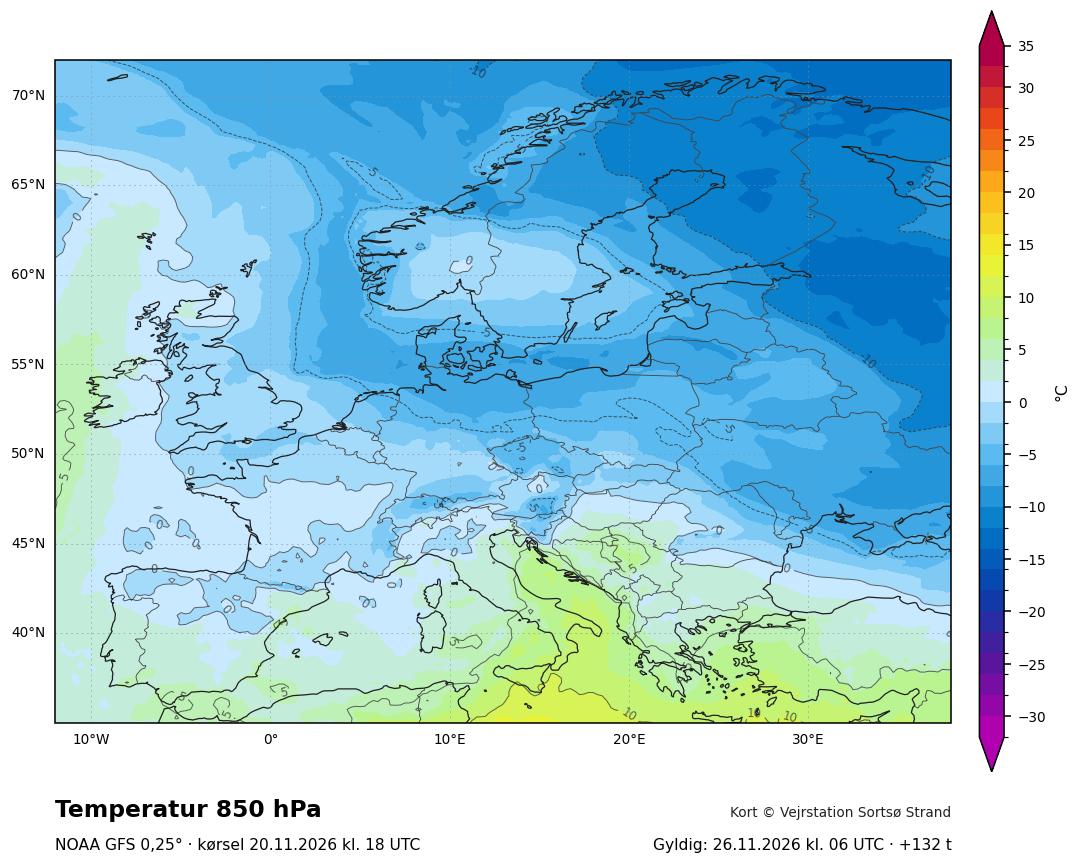 70°N
65°N
60°N
55°N
50°N
45°N
40°N
10°W 0° 10°E 20°E 30°E
35
30
25
20
15
10
5
0
−5
−10
−15
−20
−25
−30
°C
Temperatur 850 hPa
Kort © Vejrstation Sortsø Strand
NOAA GFS 0,25° · kørsel 20.11.2026 kl. 18 UTC
Gyldig: 26.11.2026 kl. 06 UTC · +132 t